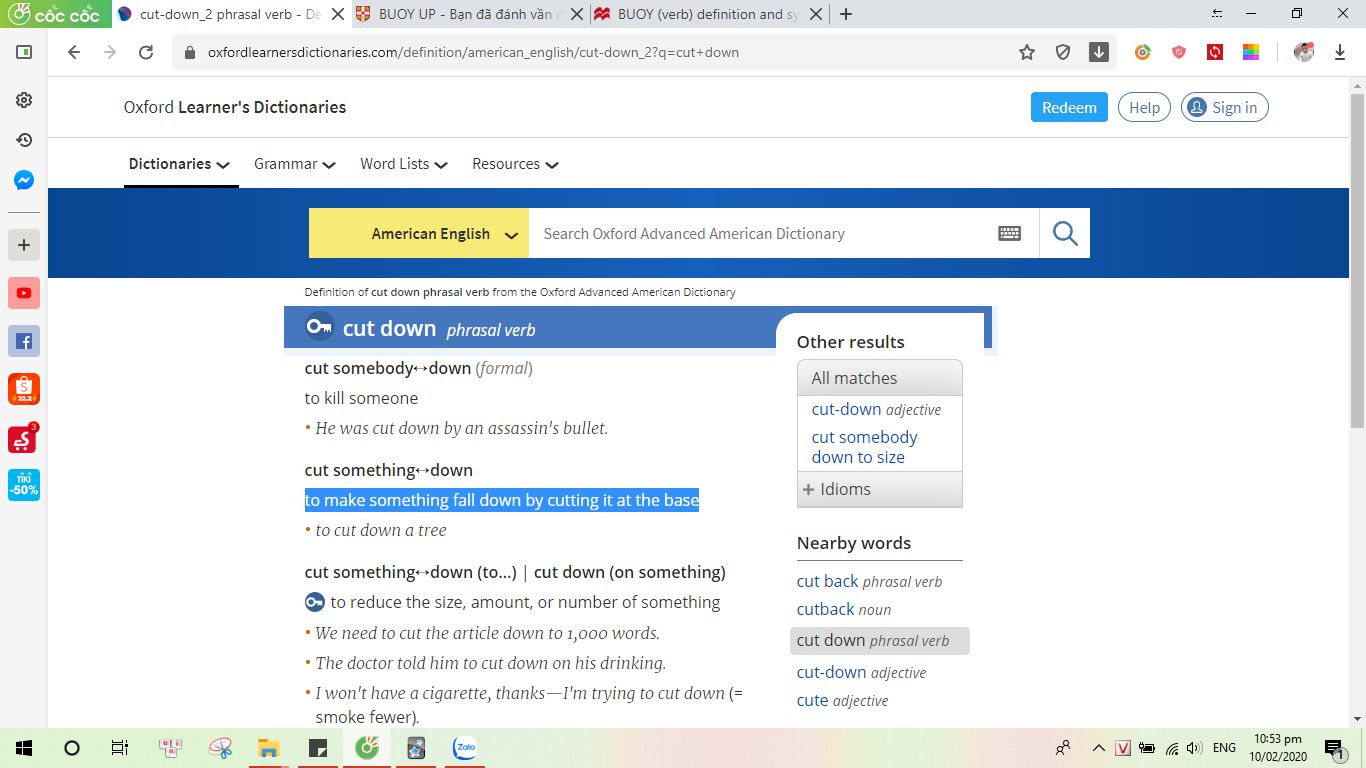 cốc cốc
cut-down_2 phrasal verb - De
BUOY UP - Bạn đã đánh vần
BUOY (verb) definition and sy
oxfordlearnersdictionaries.com/definition/american_english/cut-down_2?q=cut+down
Oxford Learner's Dictionaries
Redeem
Help
Sign in
Dictionaries
Grammar
Word Lists
Resources
American English
Search Oxford Advanced American Dictionary
Definition of cut down phrasal verb from the Oxford Advanced American Dictionary
cut down phrasal verb
cut somebody↔down (formal)
to kill someone
• He was cut down by an assassin's bullet.
cut something↔down
to make something fall down by cutting it at the base
• to cut down a tree
cut something↔down (to…) | cut down (on something)
to reduce the size, amount, or number of something
• We need to cut the article down to 1,000 words.
• The doctor told him to cut down on his drinking.
• I won't have a cigarette, thanks—I'm trying to cut down (=
smoke fewer).
Other results
All matches
cut-down adjective
cut somebody
down to size
+ Idioms
Nearby words
cut back phrasal verb
cutback noun
cut down phrasal verb
cut-down adjective
cute adjective
22.2
3
TIKI
-50%
Zalo
V
ENG
10:53 pm
10/02/2020
1